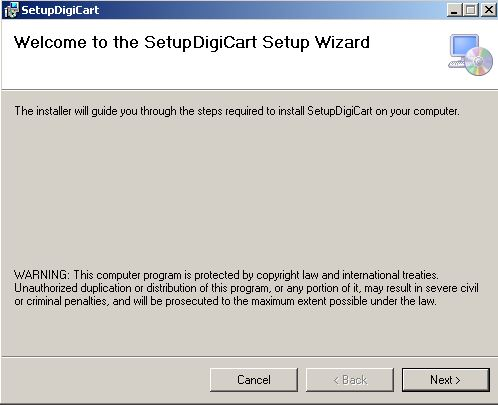 SetupDigiCart
Welcome to the SetupDigiCart Setup Wizard
The installer will guide you through the steps required to install SetupDigiCart on your computer.
WARNING: This computer program is protected by copyright law and international treaties.
Unauthorized duplication or distribution of this program, or any portion of it, may result in severe civil
or criminal penalties, and will be prosecuted to the maximum extent possible under the law.
Cancel
< Back
Next >